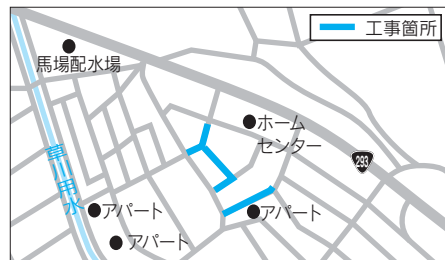 工事箇所
馬場配水場
ホーム
センター
293
草川用水
アパート
アパート
アパート